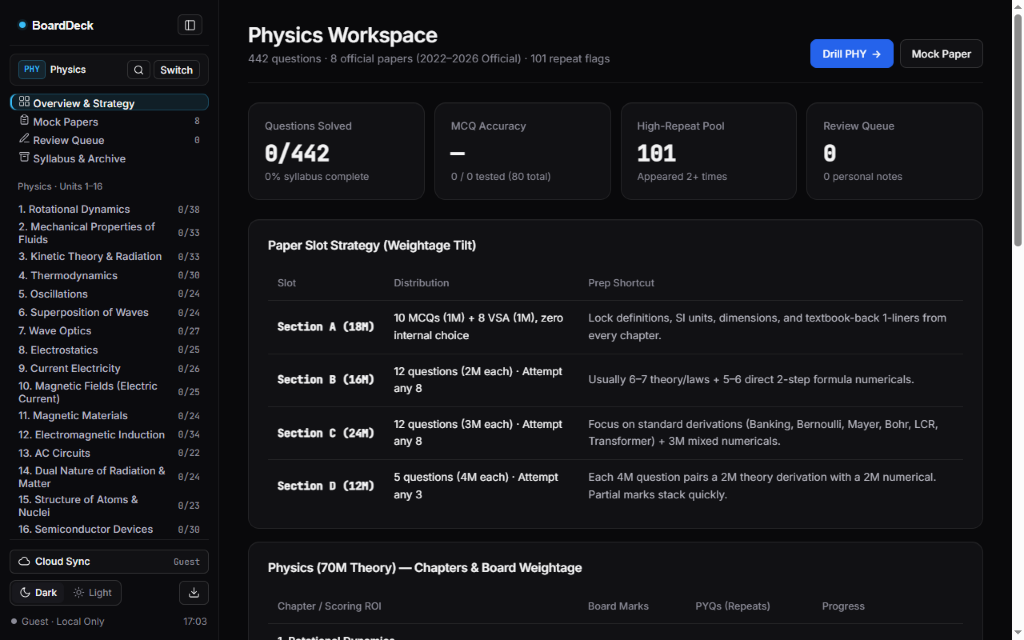 BoardDeck
PHY Physics Switch
Overview & Strategy
Mock Papers 8
Review Queue 0
Syllabus & Archive
Physics · Units 1–16
1. Rotational Dynamics 0/38
2. Mechanical Properties of
Fluids 0/33
3. Kinetic Theory & Radiation 0/33
4. Thermodynamics 0/30
5. Oscillations 0/24
6. Superposition of Waves 0/24
7. Wave Optics 0/27
8. Electrostatics 0/25
9. Current Electricity 0/26
10. Magnetic Fields (Electric
Current) 0/25
11. Magnetic Materials 0/24
12. Electromagnetic Induction 0/34
13. AC Circuits 0/22
14. Dual Nature of Radiation &
Matter 0/24
15. Structure of Atoms &
Nuclei 0/23
16. Semiconductor Devices 0/30
Cloud Sync Guest
Dark Light
Guest · Local Only 17:03
Physics Workspace
442 questions · 8 official papers (2022–2026 Official) · 101 repeat flags
Drill PHY →
Mock Paper
Questions Solved
0/442
0% syllabus complete
MCQ Accuracy
—
0 / 0 tested (80 total)
High-Repeat Pool
101
Appeared 2+ times
Review Queue
0
0 personal notes
Paper Slot Strategy (Weightage Tilt)
Slot Distribution Prep Shortcut
Section A (18M)
10 MCQs (1M) + 8 VSA (1M), zero
internal choice
Lock definitions, SI units, dimensions, and textbook-back 1-liners from
every chapter.
Section B (16M)
12 questions (2M each) · Attempt
any 8
Usually 6–7 theory/laws + 5–6 direct 2-step formula numericals.
Section C (24M)
12 questions (3M each) · Attempt
any 8
Focus on standard derivations (Banking, Bernoulli, Mayer, Bohr, LCR,
Transformer) + 3M mixed numericals.
Section D (12M)
5 questions (4M each) · Attempt
any 3
Each 4M question pairs a 2M theory derivation with a 2M numerical.
Partial marks stack quickly.
Physics (70M Theory) — Chapters & Board Weightage
Chapter / Scoring ROI Board Marks PYQs (Repeats) Progress
1. Rotational Dynamics